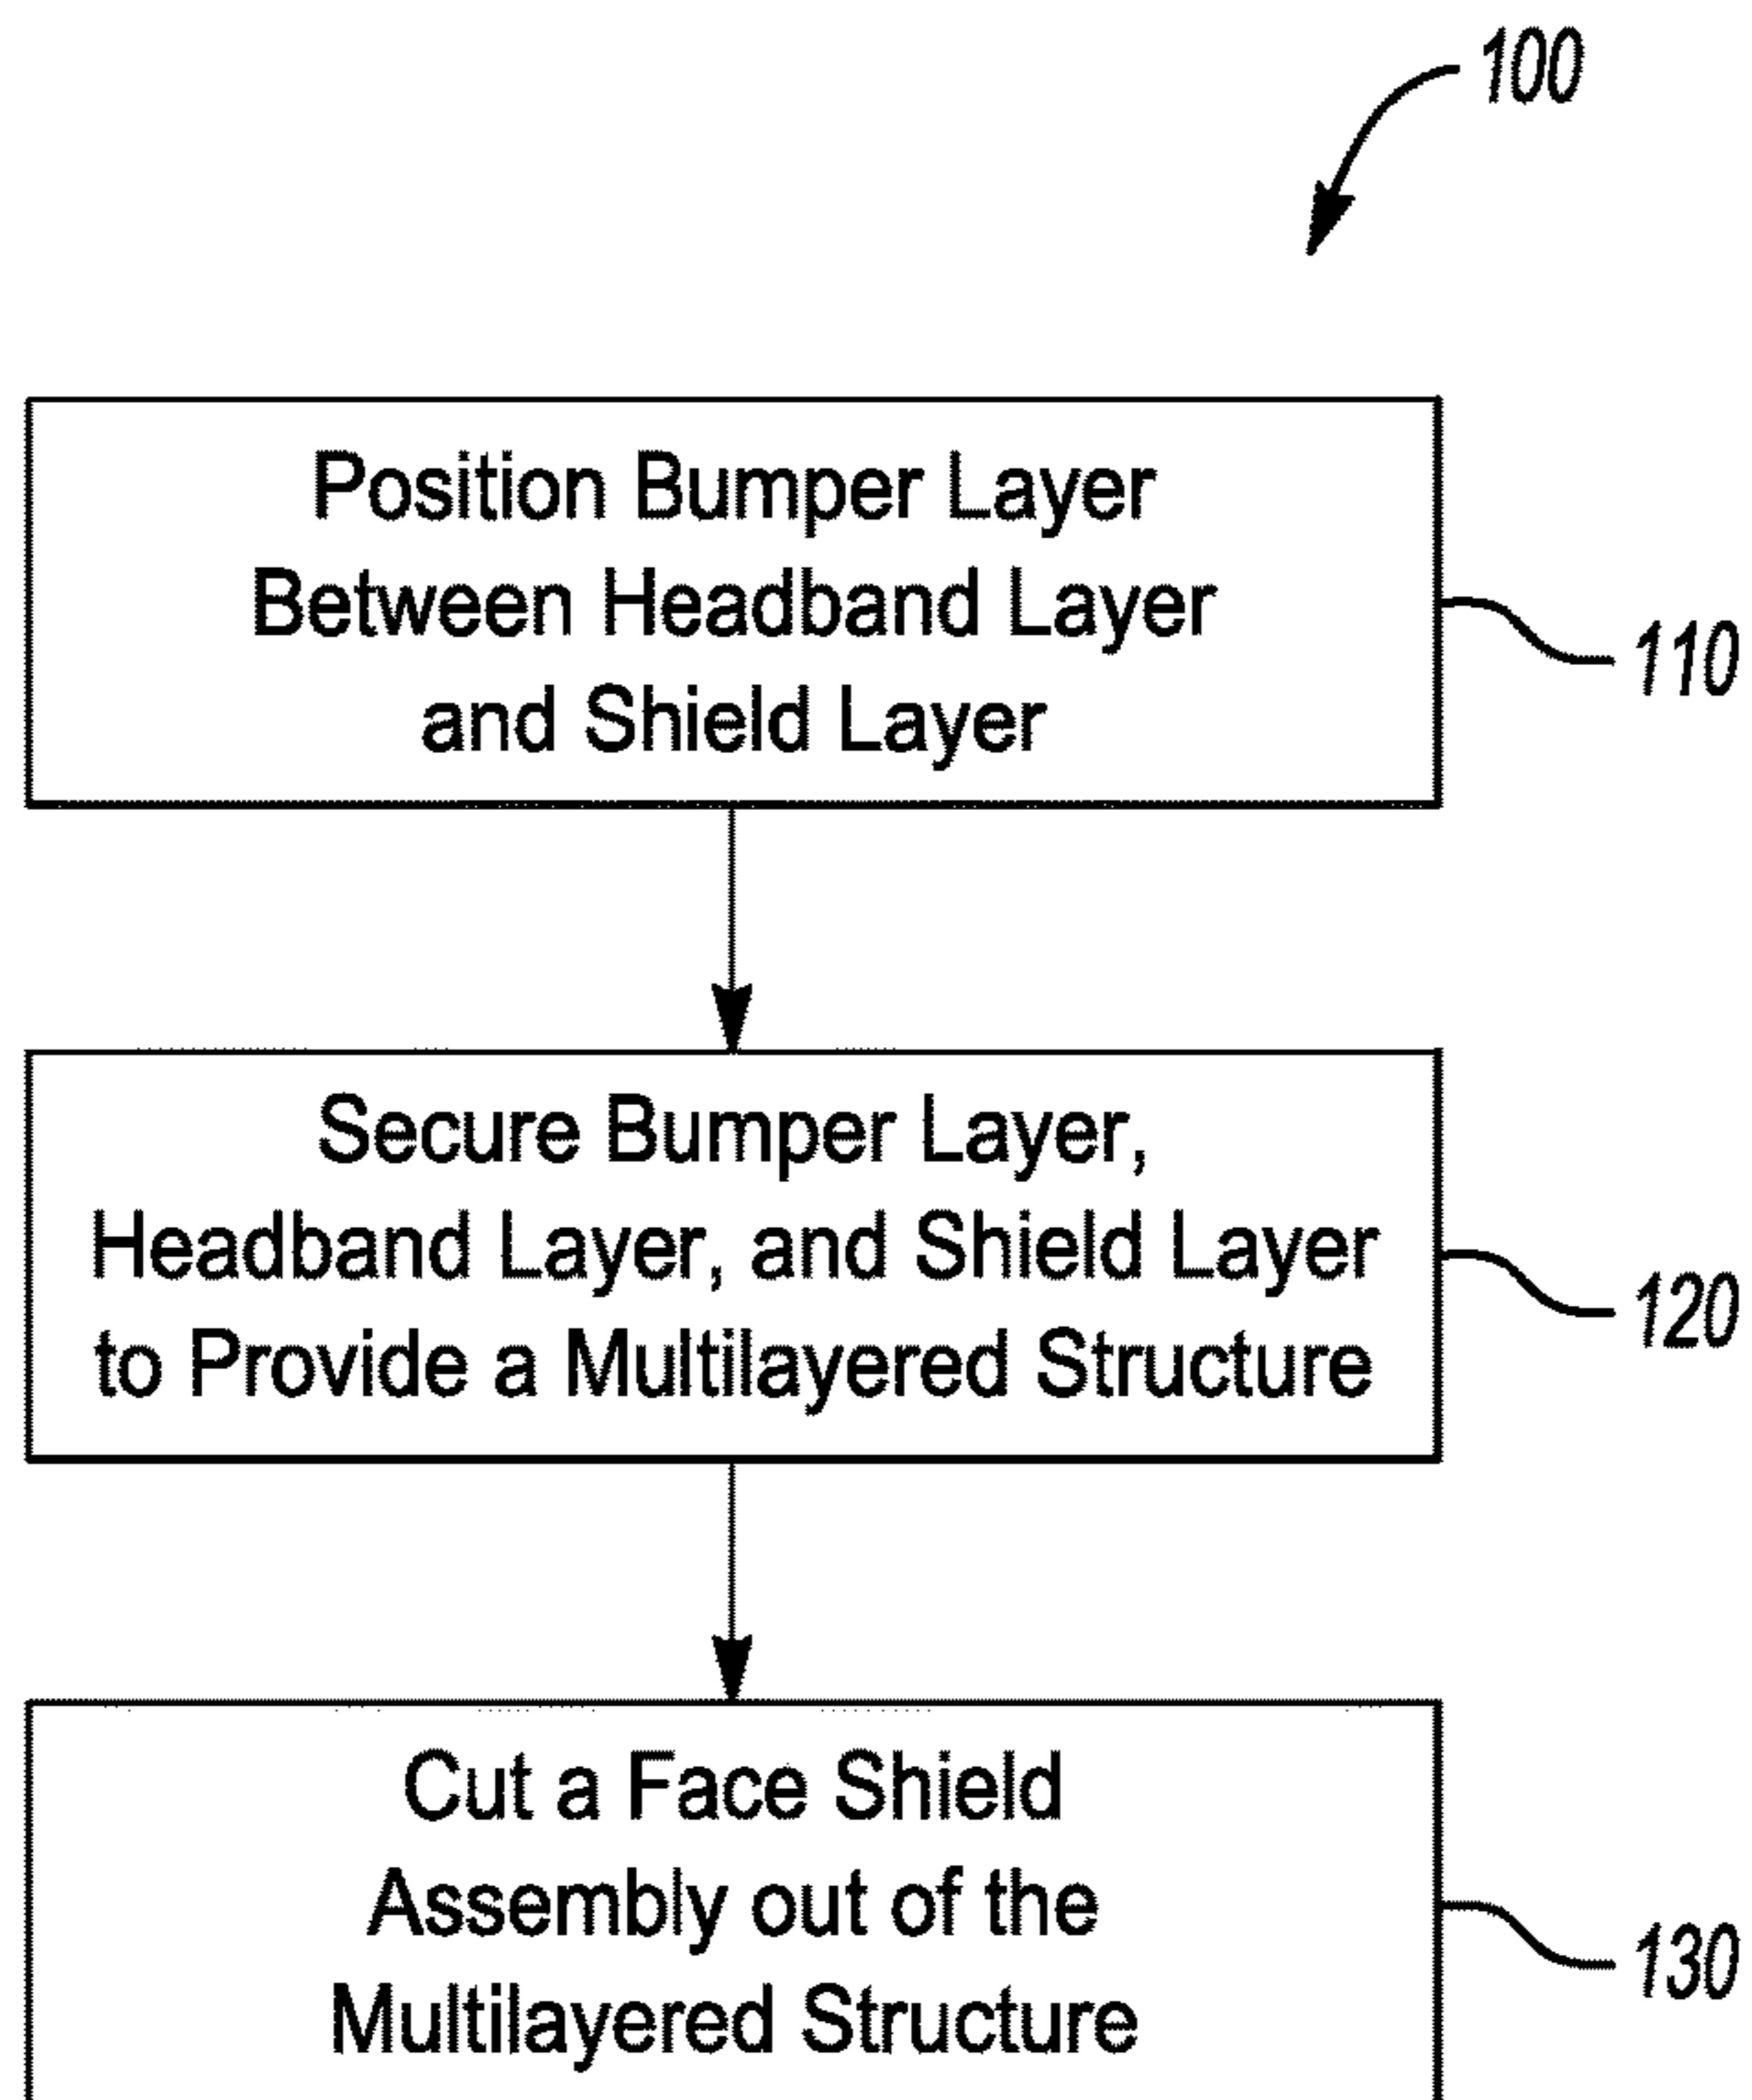 100
Position Bumper Layer
Between Headband Layer
and Shield Layer
110
Secure Bumper Layer,
Headband Layer, and Shield Layer
to Provide a Multilayered Structure
120
Cut a Face Shield
Assembly out of the
Multilayered Structure
130